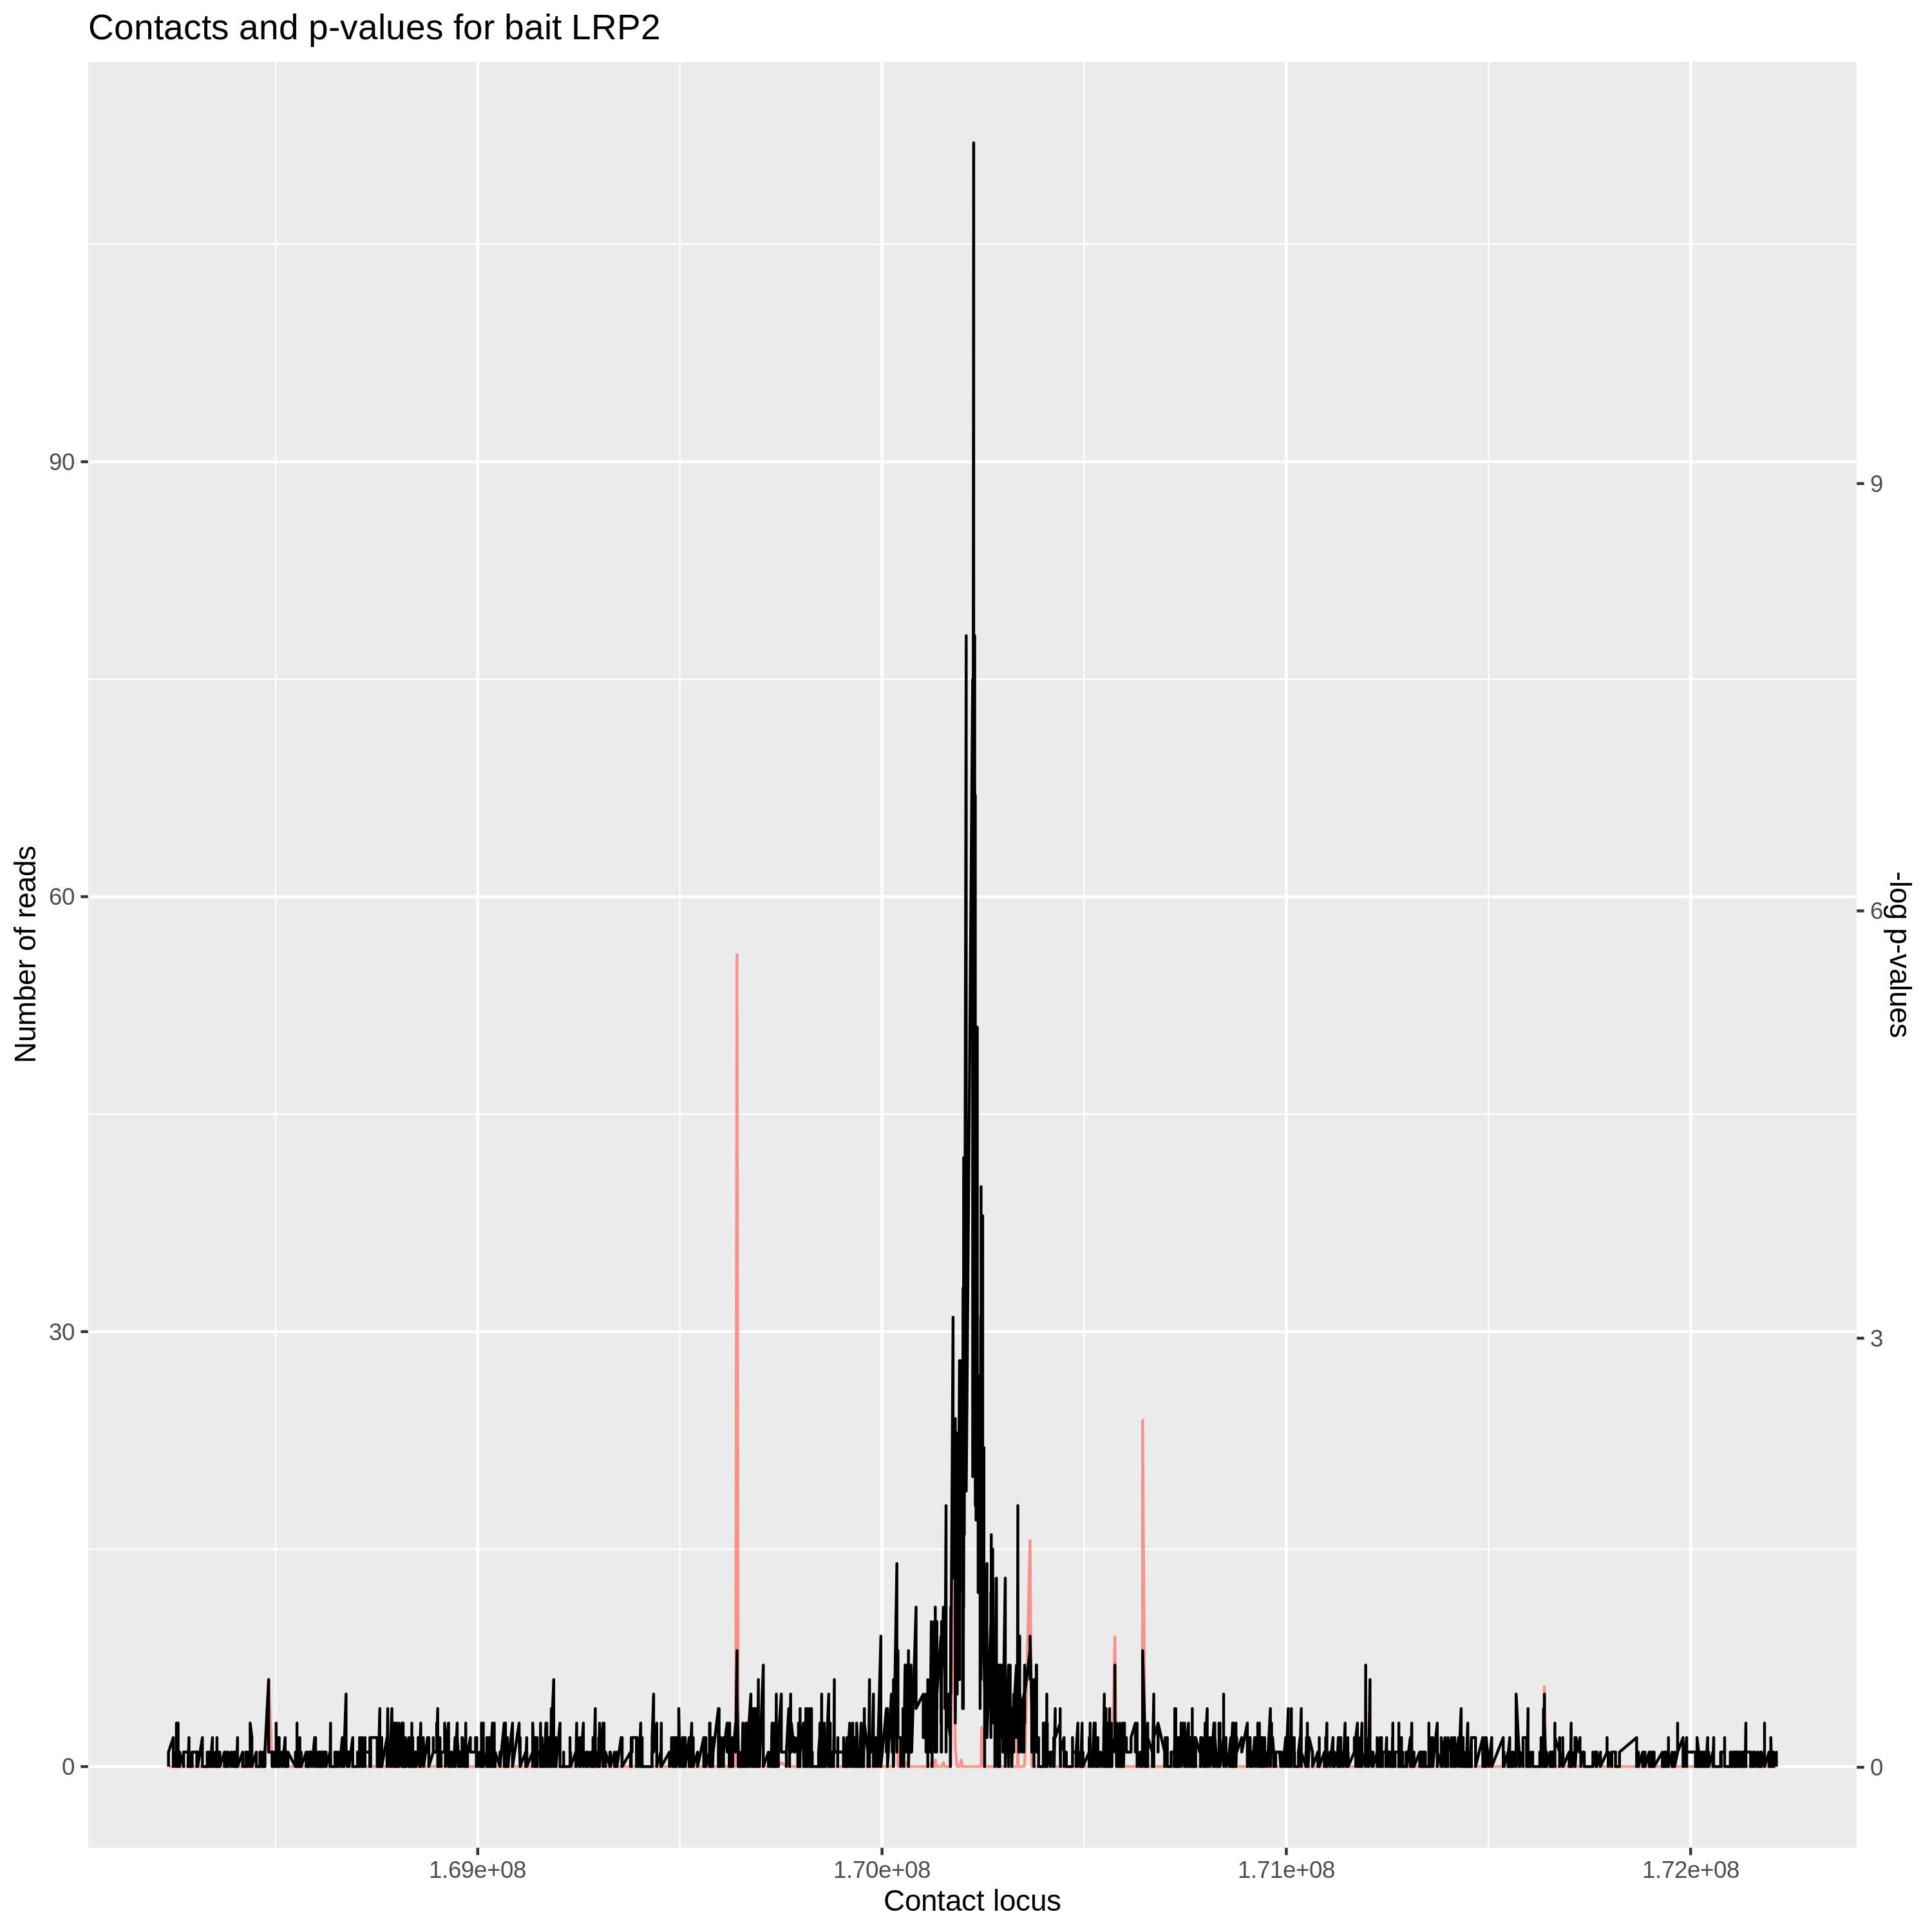 Contacts and p-values for bait LRP2
Number of reads
90
60
30
0
9
6
3
0
-log p-values
1.69e+08
1.70e+08
1.71e+08
1.72e+08
Contact locus